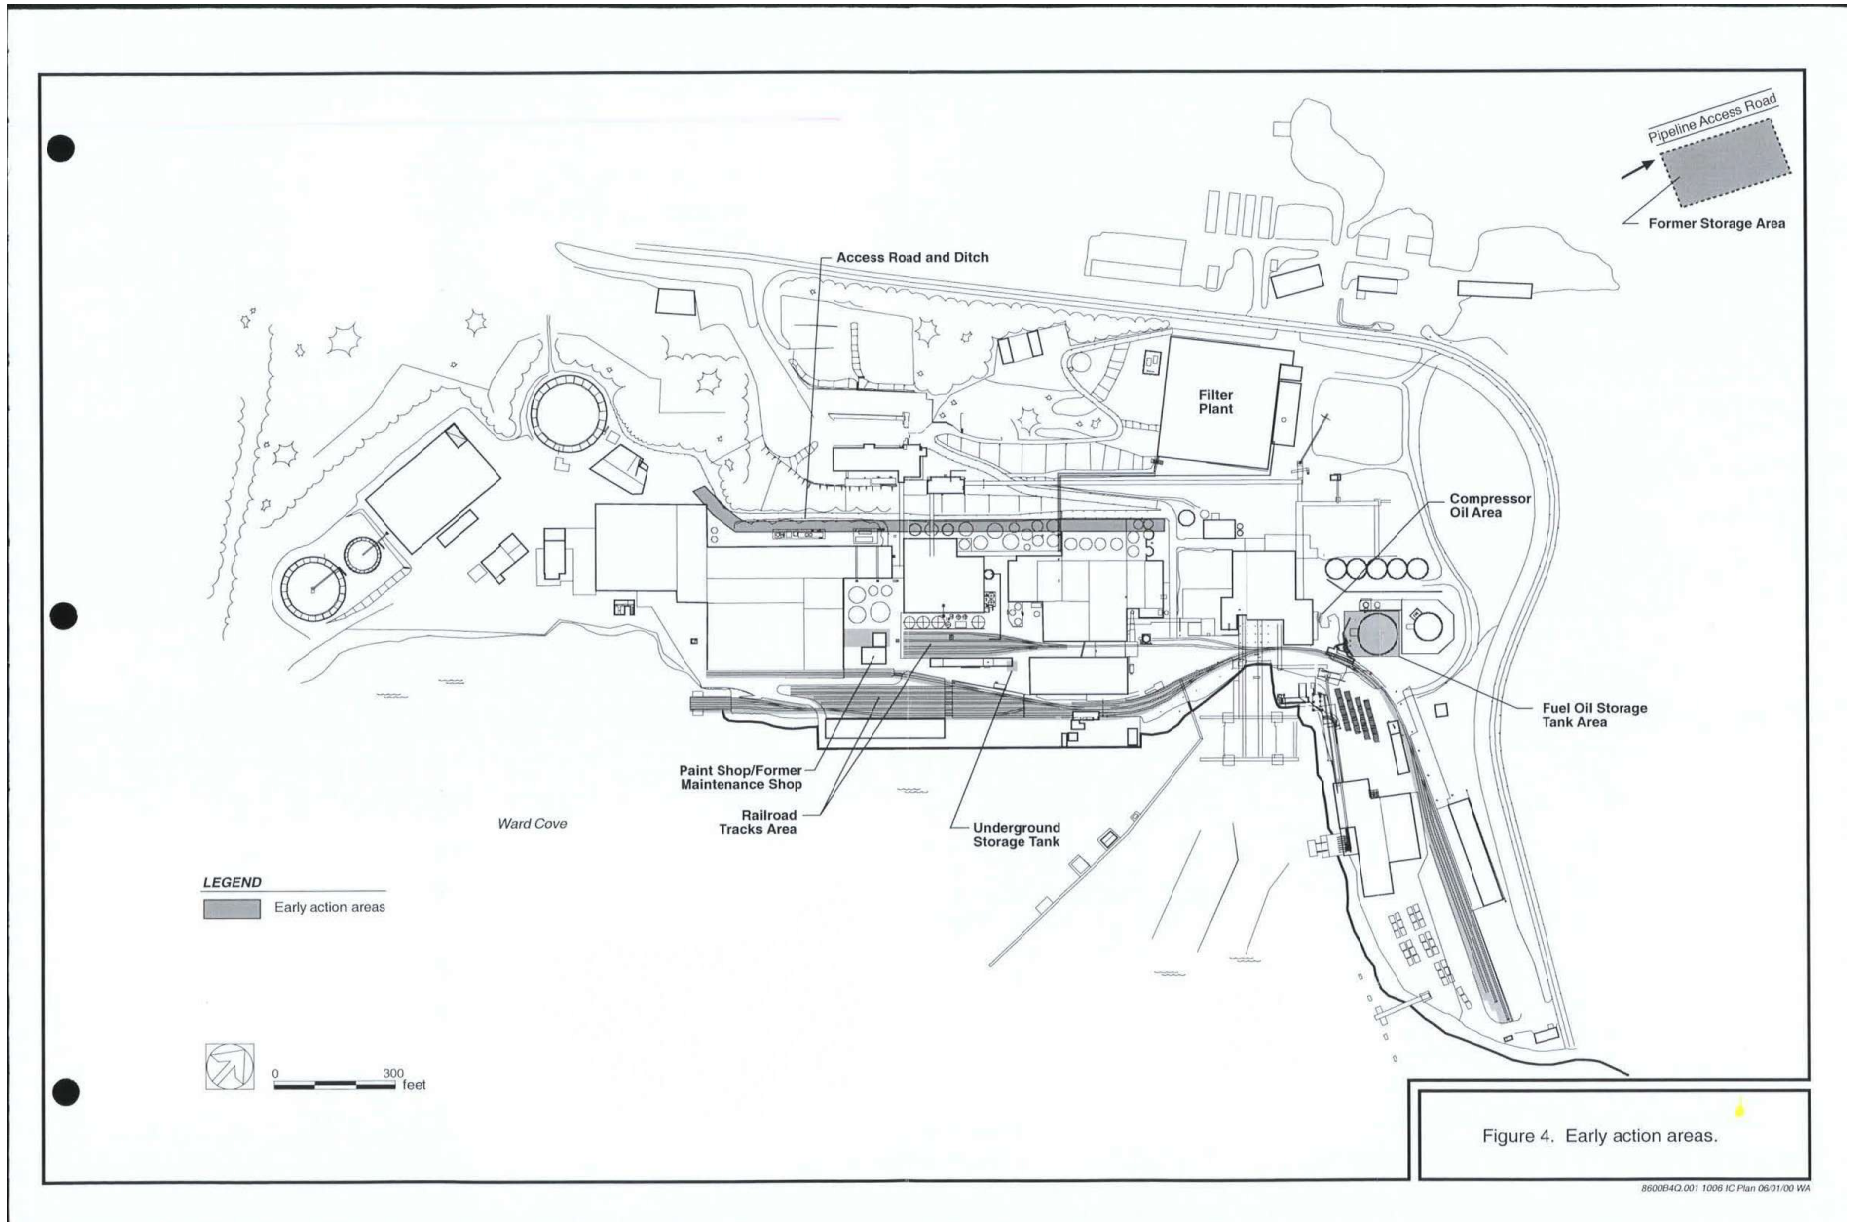 Pipeline Access Road
Former Storage Area
Access Road and Ditch
Filter
Plant
Compressor
Oil Area
Fuel Oil Storage
Tank Area
Paint Shop/Former
Maintenance Shop
Railroad
Tracks Area
Underground
Storage Tank
Ward Cove
LEGEND
Early action areas
0 300
feet
Figure 4. Early action areas.
8600B4Q.001 1006 IC Plan 06/01/00 WA